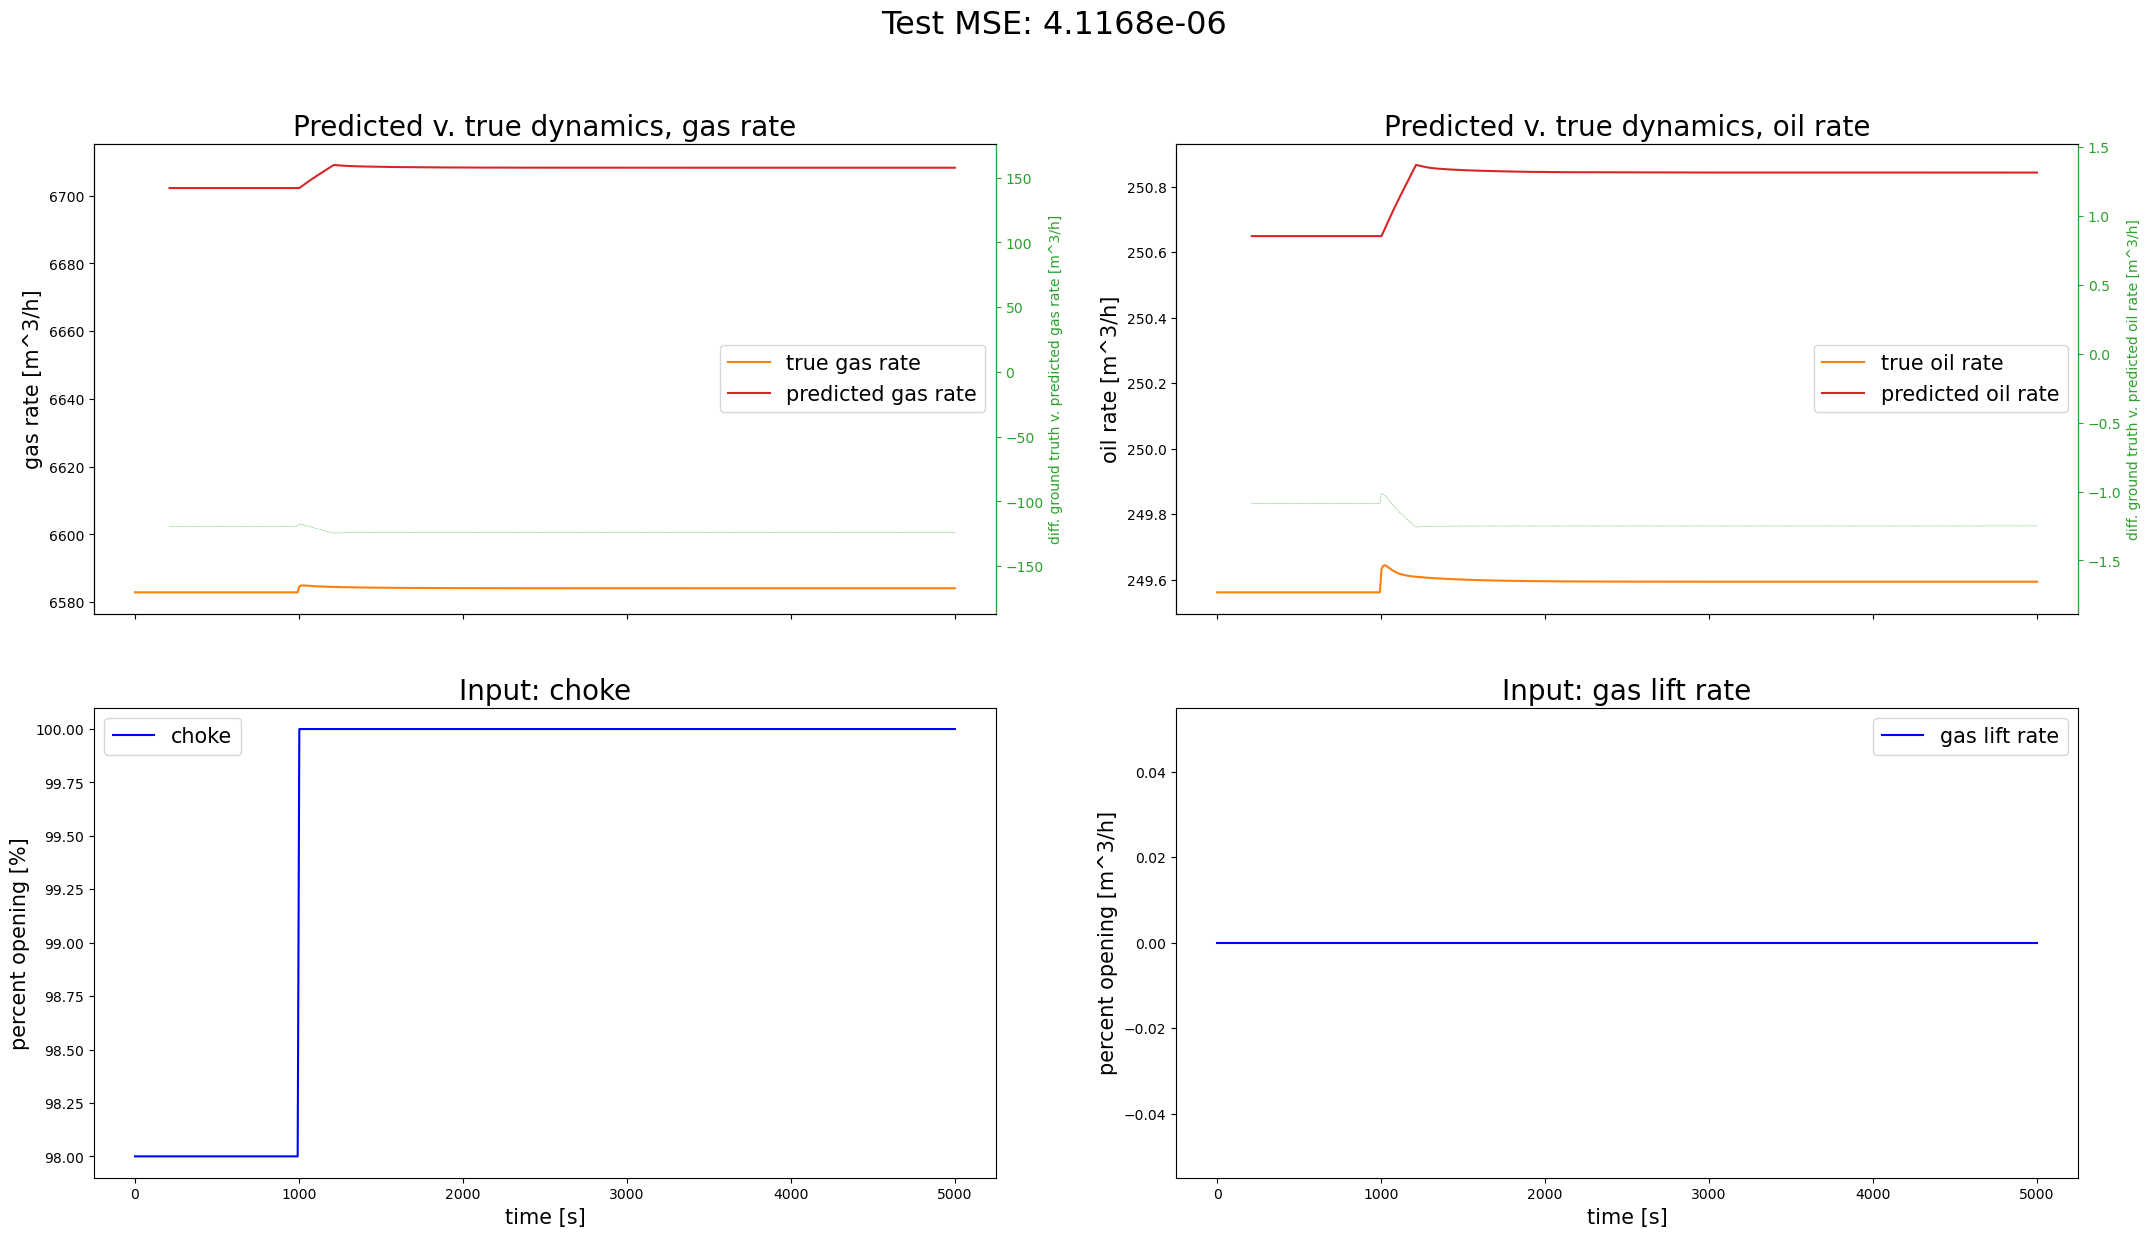 Test MSE: 4.1168e-06
Predicted v. true dynamics, gas rate
gas rate [m^3/h]
6700
6680
6660
6640
6620
6600
6580
true gas rate
predicted gas rate
150
100
50
0
−50
−100
−150
diff. ground truth v. predicted gas rate [m^3/h]
Predicted v. true dynamics, oil rate
oil rate [m^3/h]
250.8
250.6
250.4
250.2
250.0
249.8
249.6
true oil rate
predicted oil rate
1.5
1.0
0.5
0.0
−0.5
−1.0
−1.5
diff. ground truth v. predicted oil rate [m^3/h]
Input: choke
percent opening [%]
100.00
99.75
99.50
99.25
99.00
98.75
98.50
98.25
98.00
choke
0 1000 2000 3000 4000 5000
time [s]
Input: gas lift rate
percent opening [m^3/h]
0.04
0.02
0.00
−0.02
−0.04
gas lift rate
0 1000 2000 3000 4000 5000
time [s]